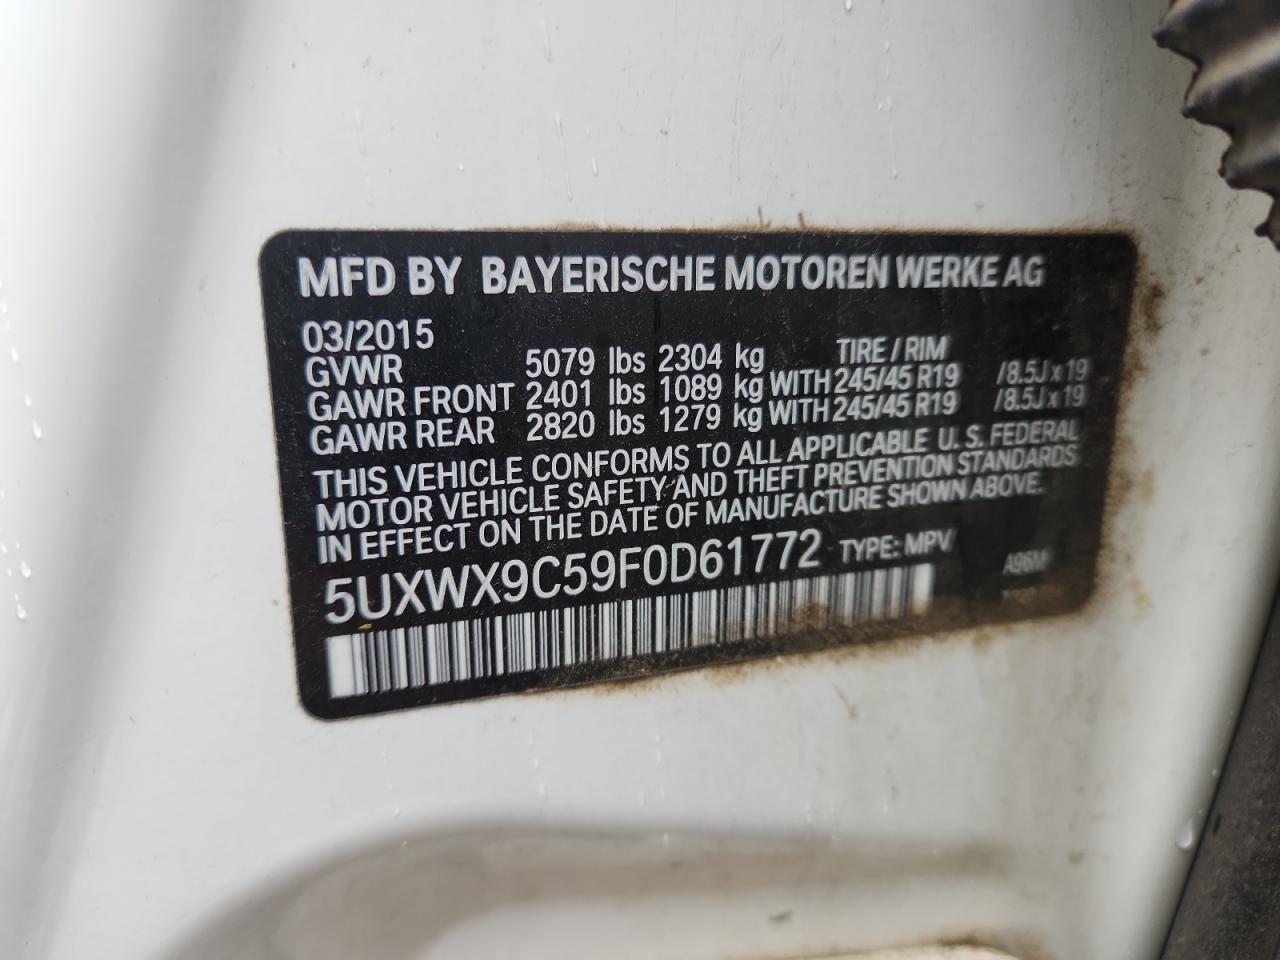 MFD BY BAYERISCHE MOTOREN WERKE AG
03/2015 TIRE / RIM
GVWR 5079 lbs 2304 kg
GAWR FRONT 2401 lbs 1089 kg WITH 245/45 R19 /8.5J x 19
GAWR REAR 2820 lbs 1279 kg WITH 245/45 R19 /8.5J x 19
THIS VEHICLE CONFORMS TO ALL APPLICABLE U.S. FEDERAL
MOTOR VEHICLE SAFETY AND THEFT PREVENTION STANDARDS
IN EFFECT ON THE DATE OF MANUFACTURE SHOWN ABOVE.
5UXWX9C59F0D61772 TYPE: MPV
A96M